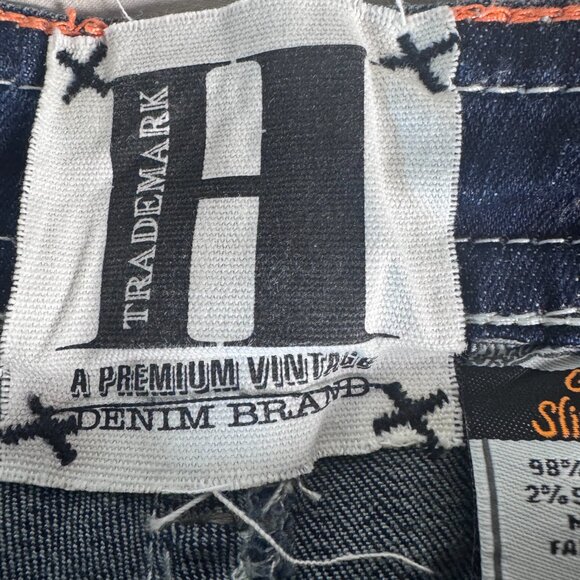 TRADEMARK
H
A PREMIUM VINTAGE
DENIM BRAND
98%
2%